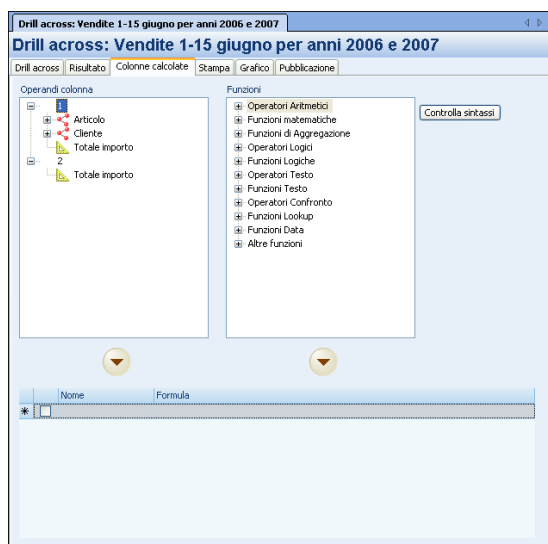 Drill across: Vendite 1-15 giugno per anni 2006 e 2007
Drill across: Vendite 1-15 giugno per anni 2006 e 2007
Drill across Risultato Colonne calcolate Stampa Grafico Pubblicazione
Operandi colonna
1
Articolo
Cliente
Totale importo
2
Totale importo
Funzioni
Operatori Aritmetici
Funzioni matematiche
Funzioni di Aggregazione
Operatori Logici
Funzioni Logiche
Operatori Testo
Funzioni Testo
Operatori Confronto
Funzioni Lookup
Funzioni Data
Altre funzioni
Controlla sintassi
Nome Formula